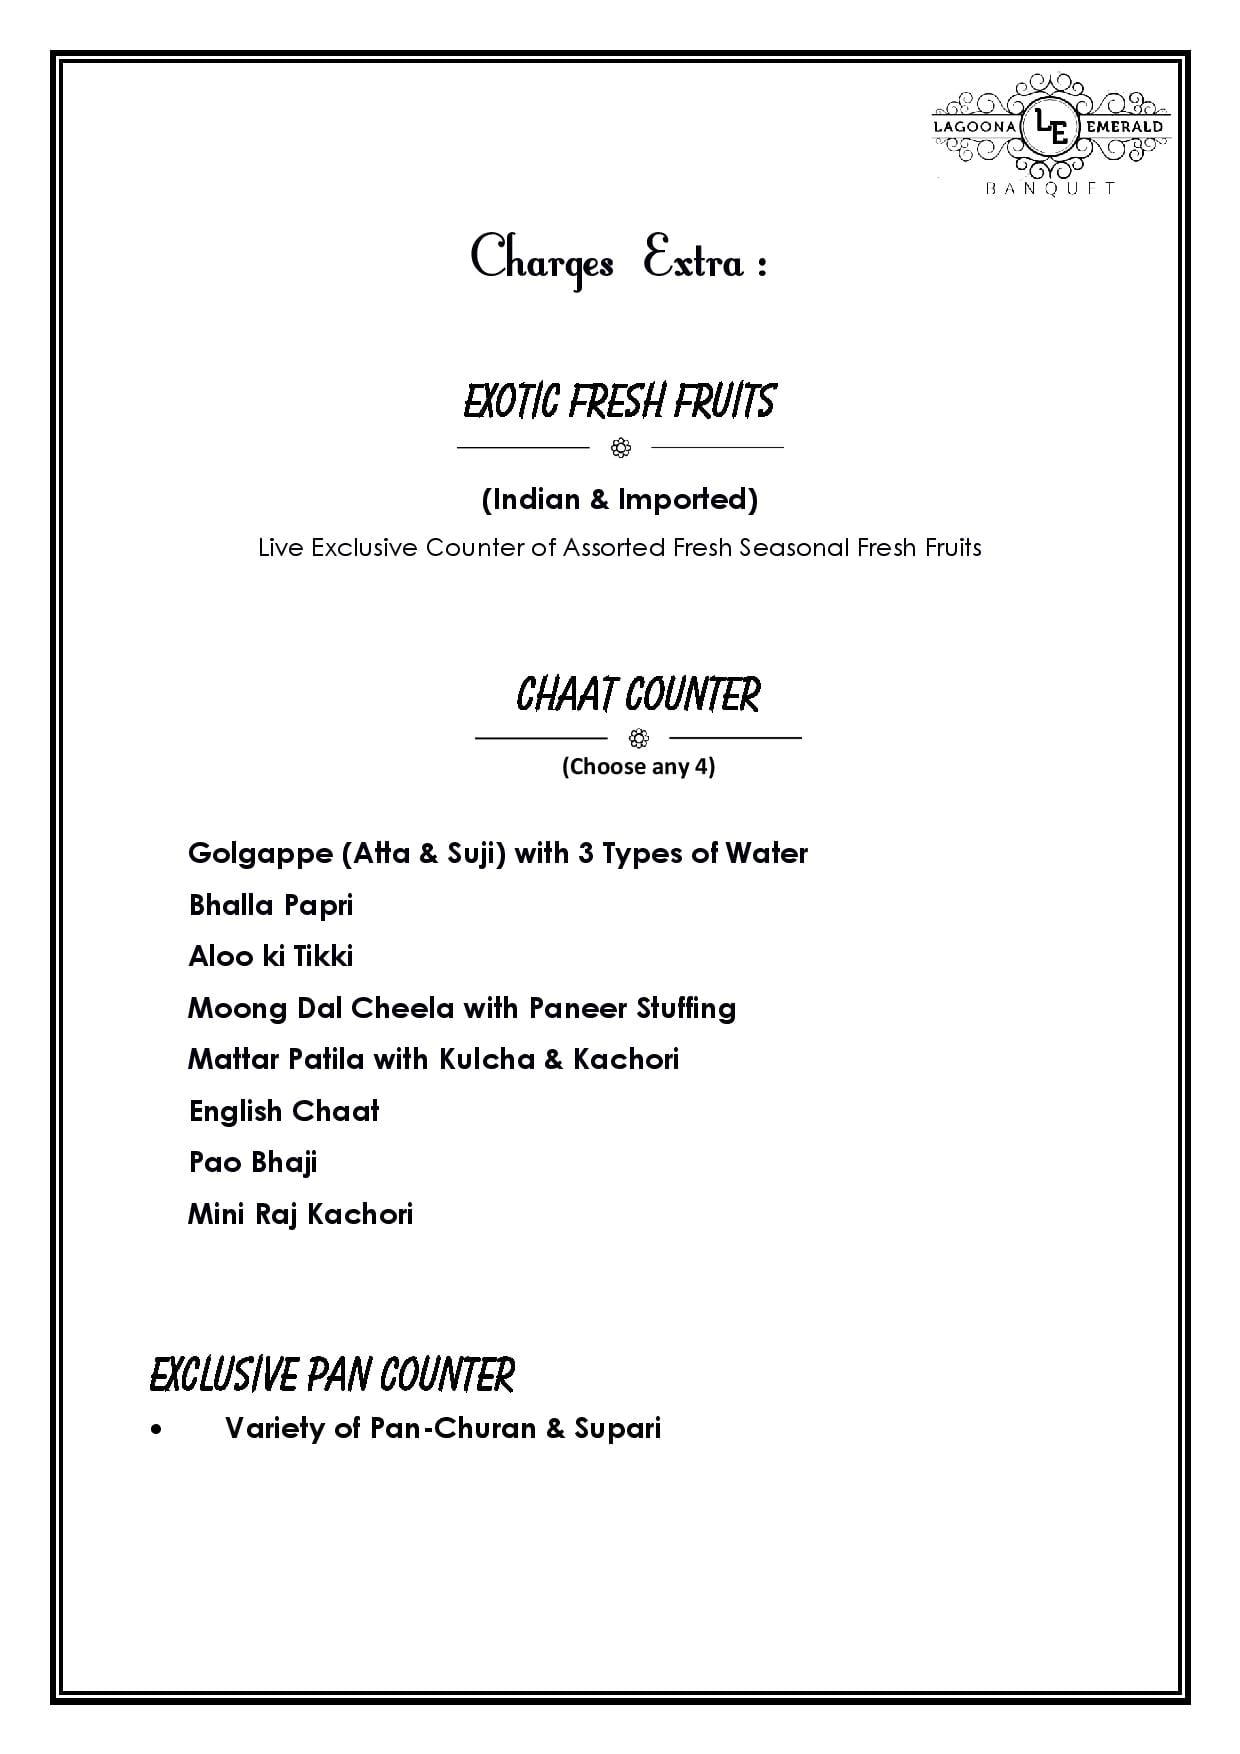 LAGOONA LE EMERALD
BANQUET
Charges Extra :
EXOTIC FRESH FRUITS
(Indian & Imported)
Live Exclusive Counter of Assorted Fresh Seasonal Fresh Fruits
CHAAT COUNTER
(Choose any 4)
Golgappe (Atta & Suji) with 3 Types of Water
Bhalla Papri
Aloo ki Tikki
Moong Dal Cheela with Paneer Stuffing
Mattar Patila with Kulcha & Kachori
English Chaat
Pao Bhaji
Mini Raj Kachori
EXCLUSIVE PAN COUNTER
• Variety of Pan-Churan & Supari